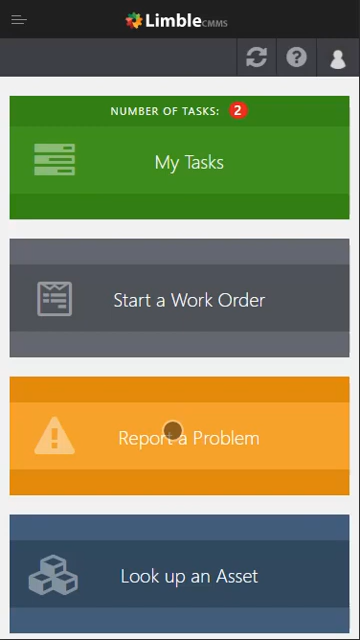 Limble CMMS
?
NUMBER OF TASKS: 2
My Tasks
Start a Work Order
Report a Problem
Look up an Asset